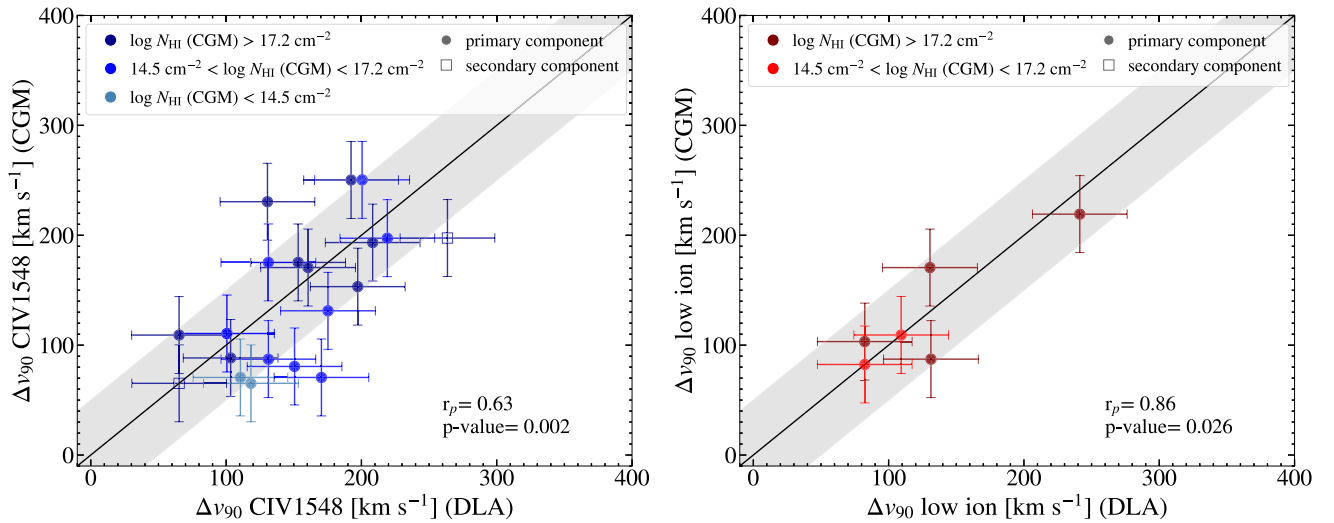 400
300
200
100
0
Δv₉₀ CIV1548 [km s⁻¹] (CGM)
log N_HI (CGM) > 17.2 cm⁻²
14.5 cm⁻² < log N_HI (CGM) < 17.2 cm⁻²
log N_HI (CGM) < 14.5 cm⁻²
primary component
secondary component
r_p= 0.63
p-value= 0.002
0 100 200 300 400
Δv₉₀ CIV1548 [km s⁻¹] (DLA)
400
300
200
100
0
Δv₉₀ low ion [km s⁻¹] (CGM)
log N_HI (CGM) > 17.2 cm⁻²
14.5 cm⁻² < log N_HI (CGM) < 17.2 cm⁻²
primary component
secondary component
r_p= 0.86
p-value= 0.026
0 100 200 300 400
Δv₉₀ low ion [km s⁻¹] (DLA)